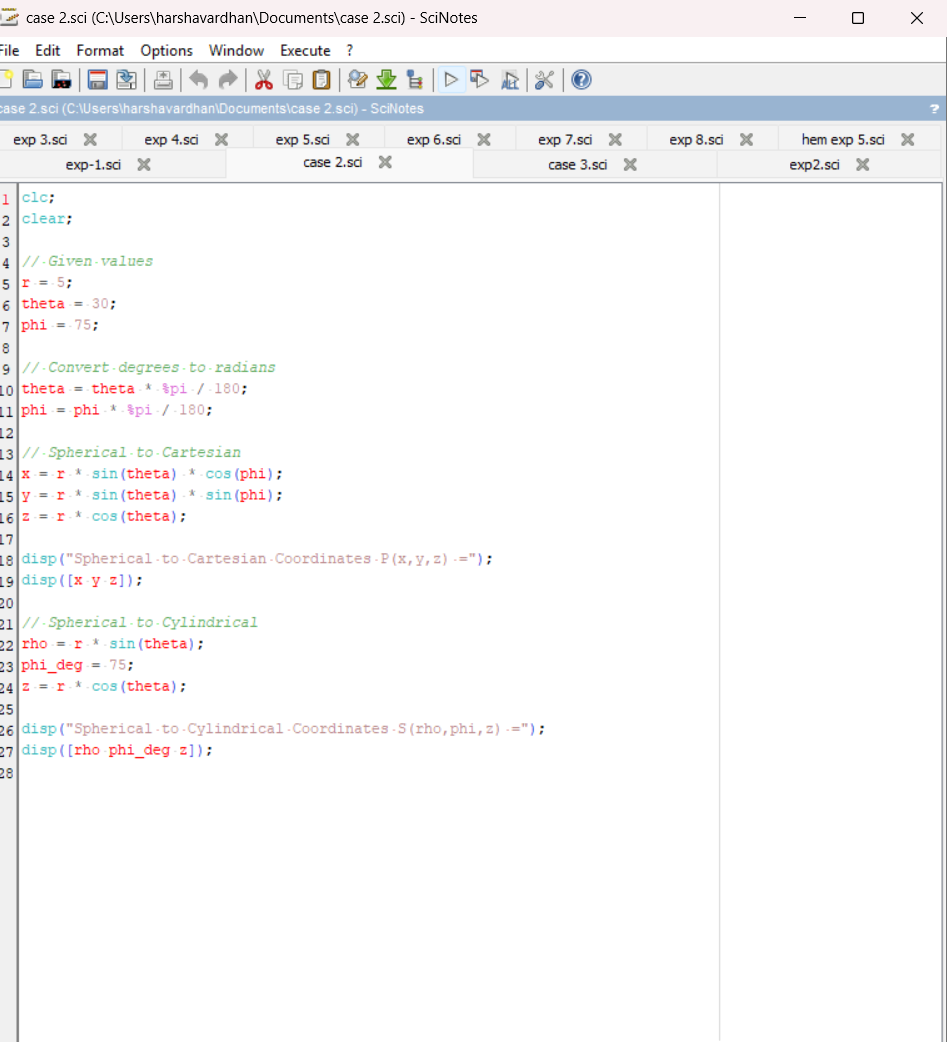 case 2.sci (C:\Users\harshavardhan\Documents\case 2.sci) - SciNotes
File Edit Format Options Window Execute ?
case 2.sci (C:\Users\harshavardhan\Documents\case 2.sci) - SciNotes ?
exp 3.sci exp 4.sci exp 5.sci exp 6.sci exp 7.sci exp 8.sci hem exp 5.sci
exp-1.sci case 2.sci case 3.sci exp2.sci
1 clc;
2 clear;
3
4 // Given values
5 r = 5;
6 theta = 30;
7 phi = 75;
8
9 // Convert degrees to radians
10 theta = theta * %pi / 180;
11 phi = phi * %pi / 180;
12
13 // Spherical to Cartesian
14 x = r * sin(theta) * cos(phi);
15 y = r * sin(theta) * sin(phi);
16 z = r * cos(theta);
17
18 disp("Spherical to Cartesian Coordinates P(x,y,z) =");
19 disp([x y z]);
20
21 // Spherical to Cylindrical
22 rho = r * sin(theta);
23 phi_deg = 75;
24 z = r * cos(theta);
25
26 disp("Spherical to Cylindrical Coordinates S(rho,phi,z) =");
27 disp([rho phi_deg z]);
28